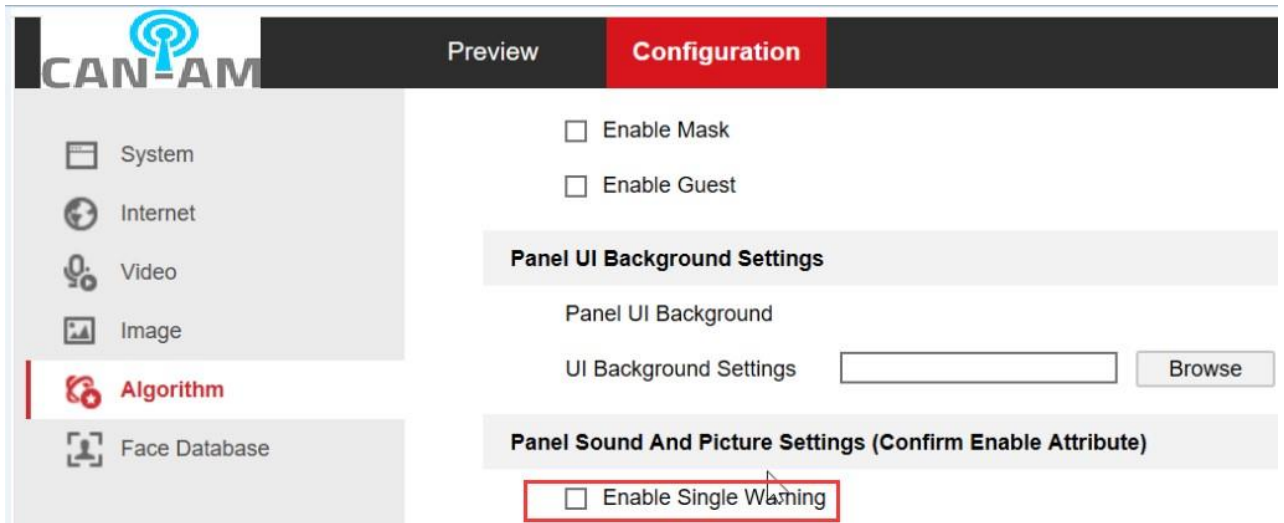 CAN-AM
Preview
Configuration
System
Internet
Video
Image
Algorithm
Face Database
Enable Mask
Enable Guest
Panel UI Background Settings
Panel UI Background
UI Background Settings
Browse
Panel Sound And Picture Settings (Confirm Enable Attribute)
Enable Single Warning